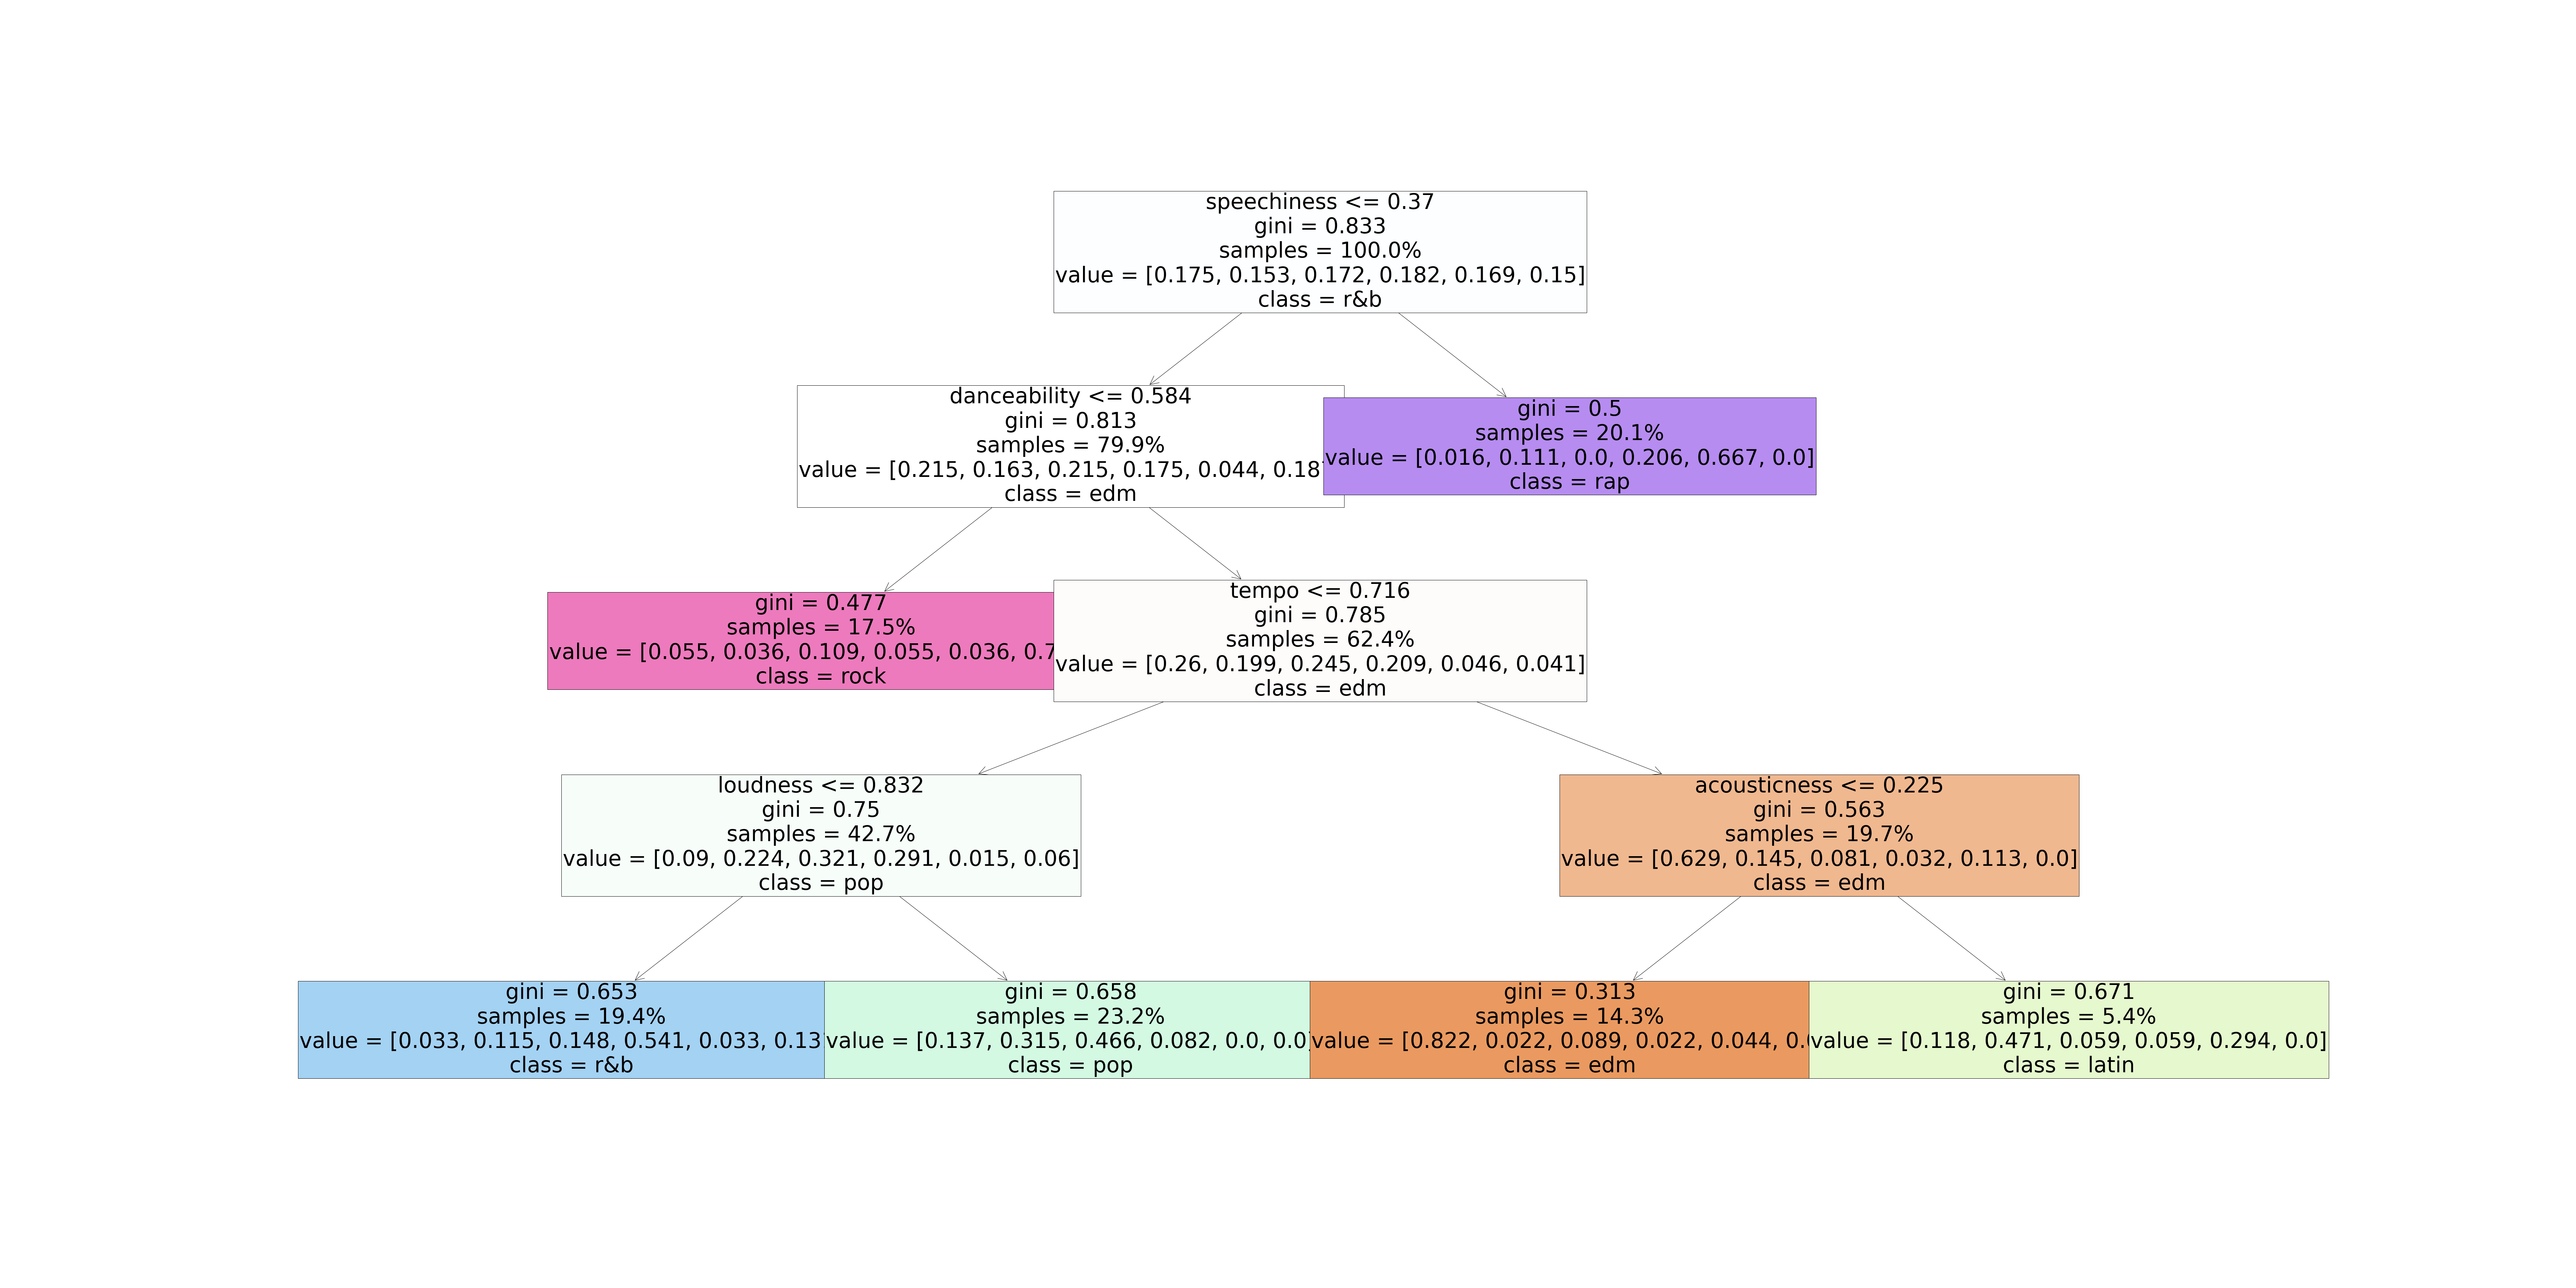 speechiness <= 0.37
gini = 0.833
samples = 100.0%
value = [0.175, 0.153, 0.172, 0.182, 0.169, 0.15]
class = r&b
danceability <= 0.584
gini = 0.813
samples = 79.9%
value = [0.215, 0.163, 0.215, 0.175, 0.044,
class = edm
gini = 0.5
samples = 20.1%
value = [0.016, 0.111, 0.0, 0.206, 0.667, 0.0]
class = rap
gini = 0.477
samples = 17.5%
value = [0.055, 0.036, 0.109, 0.055, 0.036,
class = rock
tempo <= 0.716
gini = 0.785
samples = 62.4%
value = [0.26, 0.199, 0.245, 0.209, 0.046, 0.041]
class = edm
loudness <= 0.832
gini = 0.75
samples = 42.7%
value = [0.09, 0.224, 0.321, 0.291, 0.015, 0.06]
class = pop
acousticness <= 0.225
gini = 0.563
samples = 19.7%
value = [0.629, 0.145, 0.081, 0.032, 0.113, 0.0]
class = edm
gini = 0.653
samples = 19.4%
value = [0.033, 0.115, 0.148, 0.541, 0.033,
class = r&b
gini = 0.658
samples = 23.2%
value = [0.137, 0.315, 0.466, 0.082, 0.0, 0.0]
class = pop
gini = 0.313
samples = 14.3%
value = [0.822, 0.022, 0.089, 0.022, 0.044,
class = edm
gini = 0.671
samples = 5.4%
value = [0.118, 0.471, 0.059, 0.059, 0.294, 0.0]
class = latin